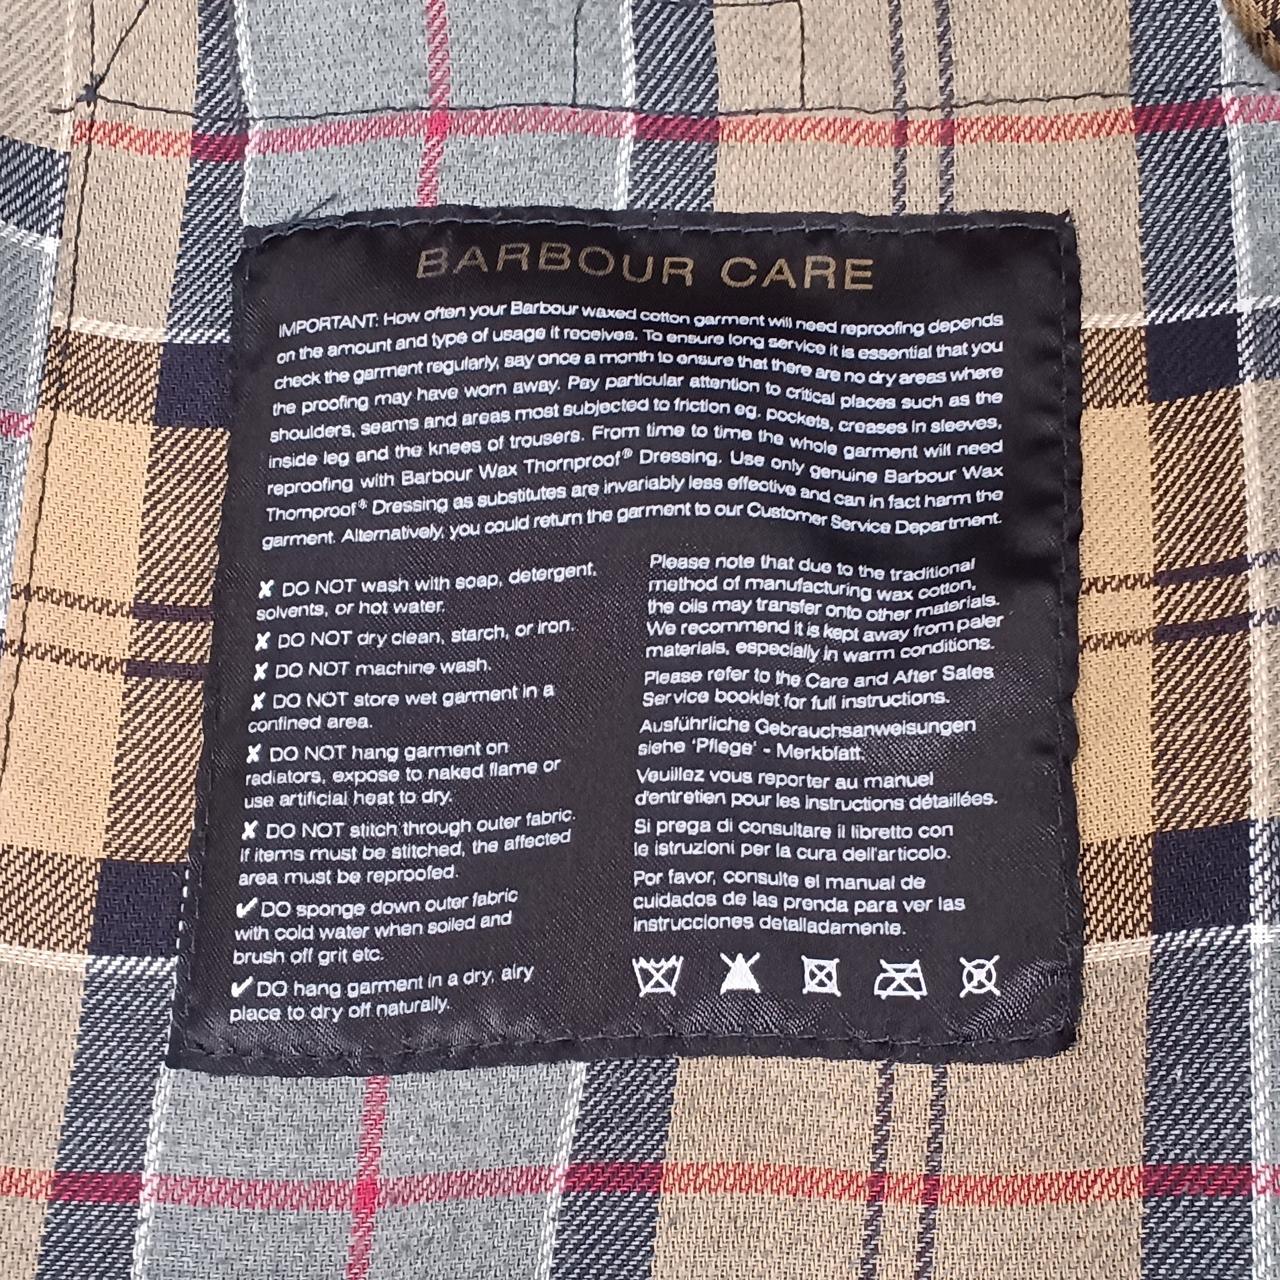 BARBOUR CARE
IMPORTANT: How often your Barbour waxed cotton garment will need reproofing depends
on the amount and type of usage it receives. To ensure long service it is essential that you
check the garment regularly, say once a month to ensure that there are no dry areas where
the proofing may have worn away. Pay particular attention to critical places such as the
shoulders, seams and areas most subjected to friction eg. pockets, creases in sleeves,
inside leg and the knees of trousers. From time to time the whole garment will need
reproofing with Barbour Wax Thornproof® Dressing. Use only genuine Barbour Wax
Thornproof® Dressing as substitutes are invariably less effective and can in fact harm the
garment. Alternatively, you could return the garment to our Customer Service Department.
✘ DO NOT wash with soap, detergent,
solvents, or hot water.
✘ DO NOT dry clean, starch, or iron.
✘ DO NOT machine wash.
✘ DO NOT store wet garment in a
confined area.
✘ DO NOT hang garment on
radiators, expose to naked flame or
use artificial heat to dry.
✘ DO NOT stitch through outer fabric.
If items must be stitched, the affected
area must be reproofed.
✔ DO sponge down outer fabric
with cold water when soiled and
brush off grit etc.
✔ DO hang garment in a dry, airy
place to dry off naturally.
Please note that due to the traditional
method of manufacturing wax cotton,
the oils may transfer onto other materials.
We recommend it is kept away from paler
materials, especially in warm conditions.
Please refer to the Care and After Sales
Service booklet for full instructions.
Ausführliche Gebrauchsanweisungen
siehe 'Pflege' - Merkblatt.
Veuillez vous reporter au manuel
d'entretien pour les instructions détaillées.
Si prega di consultare il libretto con
le istruzioni per la cura dell'articolo.
Por favor, consulte el manual de
cuidados de las prenda para ver las
instrucciones detalladamente.